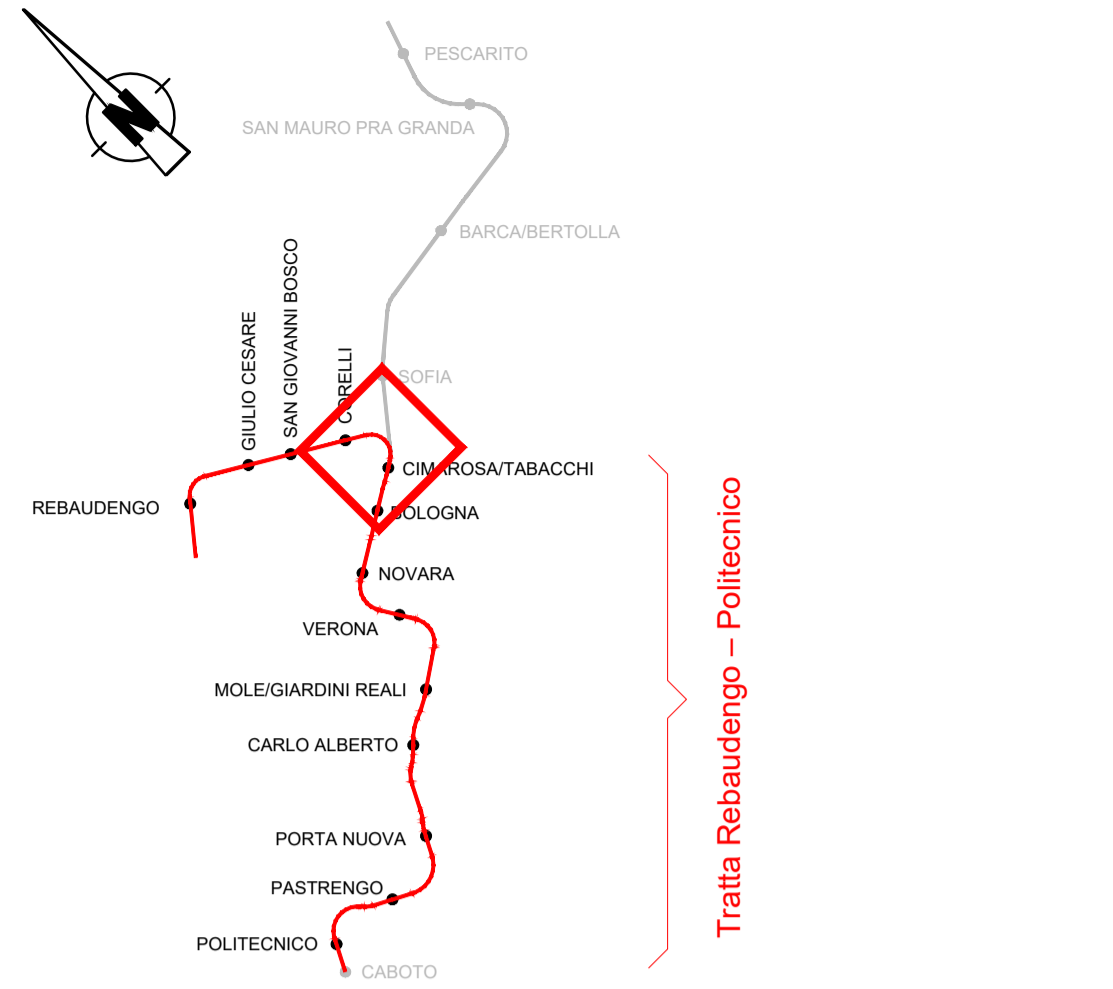 N
PESCARITO
SAN MAURO PRA GRANDA
BARCA/BERTOLLA
SOFIA
GIULIO CESARE
SAN GIOVANNI BOSCO
CORELLI
CIMAROSA/TABACCHI
REBAUDENGO
BOLOGNA
NOVARA
VERONA
MOLE/GIARDINI REALI
CARLO ALBERTO
PORTA NUOVA
PASTRENGO
POLITECNICO
CABOTO
Tratta Rebaudengo – Politecnico